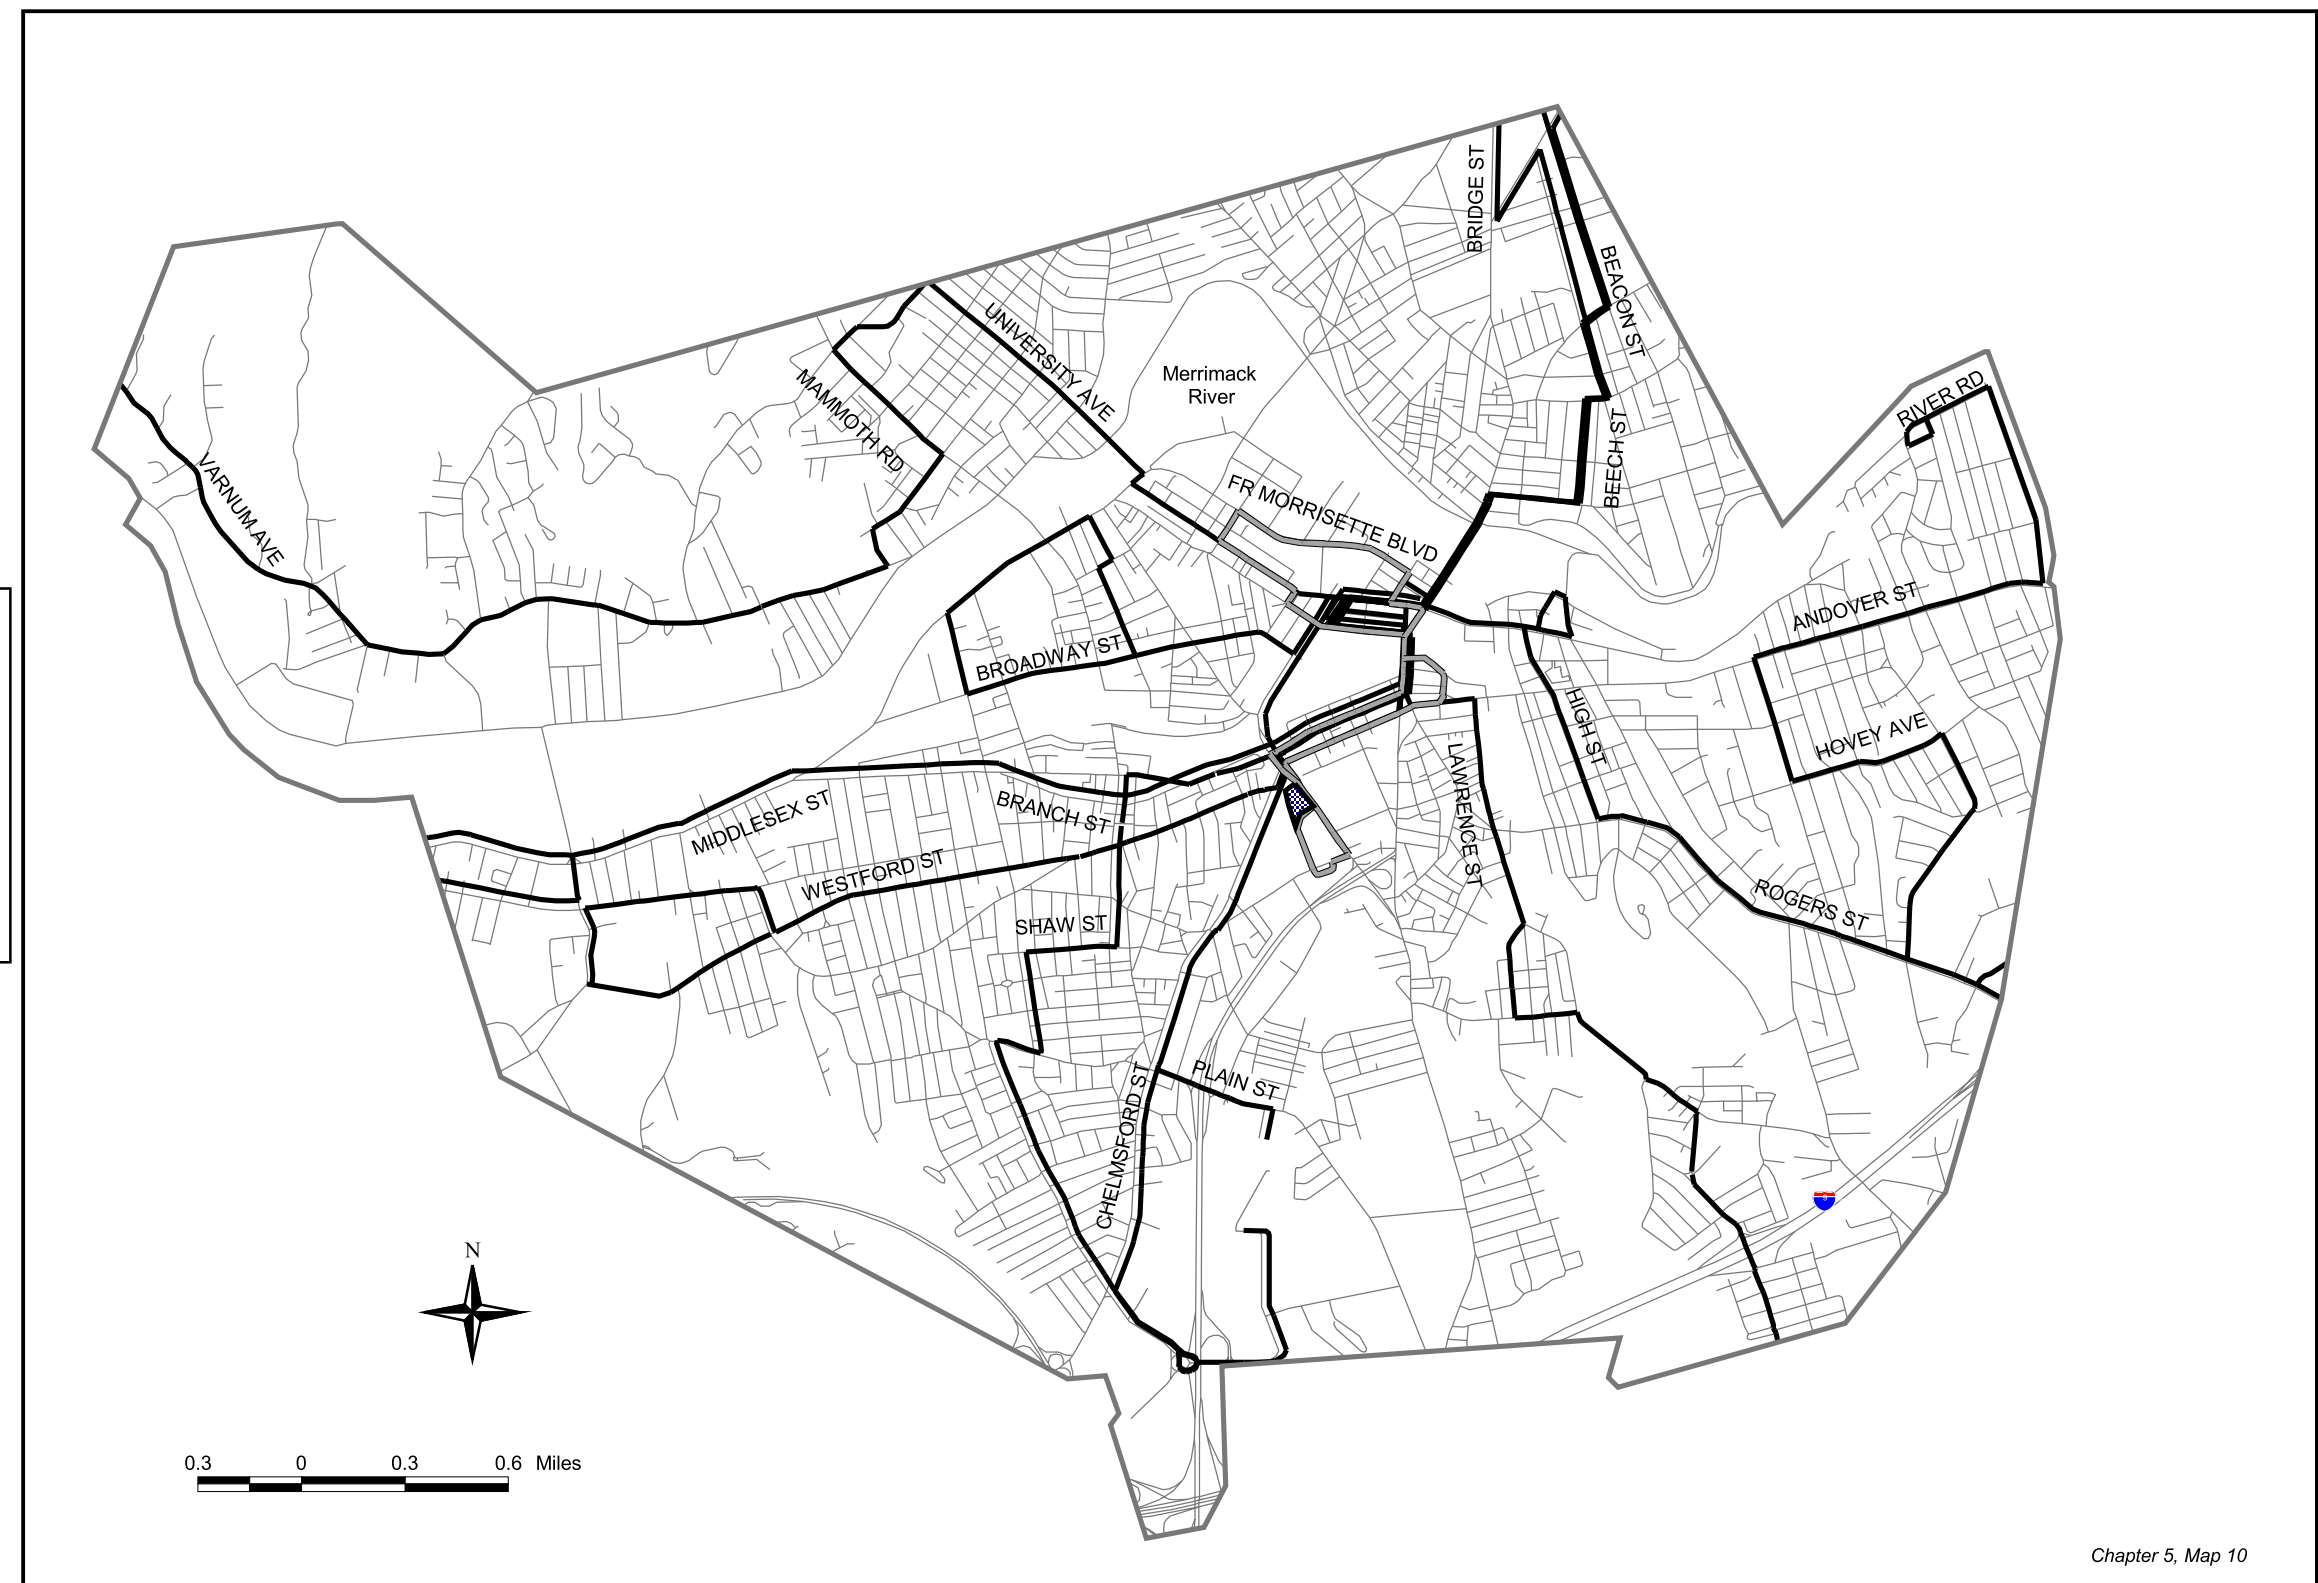 BRIDGE ST
BEACON ST
UNIVERSITY AVE
Merrimack
River
MAMMOTH RD
RIVER RD
BEECH ST
VARNUM AVE
FR MORRISETTE BLVD
ANDOVER ST
BROADWAY ST
HIGH ST
HOVEY AVE
LAWRENCE ST
MIDDLESEX ST
BRANCH ST
WESTFORD ST
ROGERS ST
SHAW ST
PLAIN ST
CHELMSFORD ST
N
0.3 0 0.3 0.6 Miles
Chapter 5, Map 10